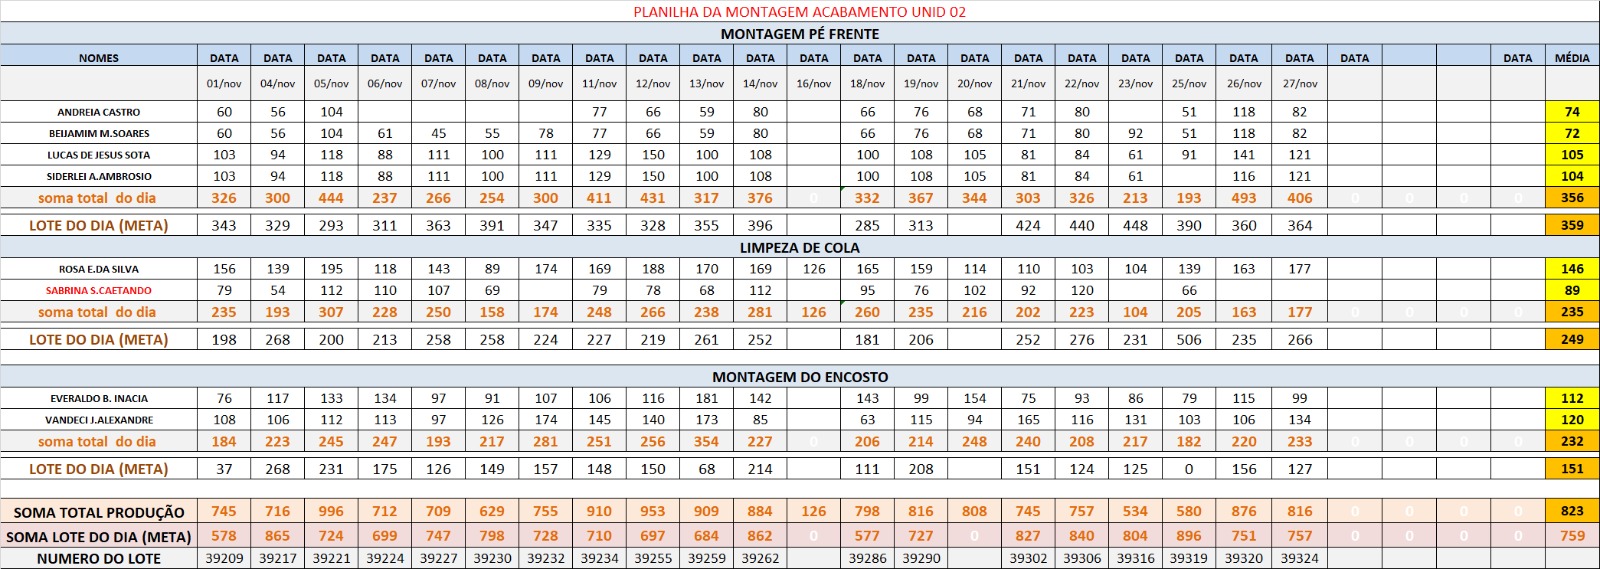 PLANILHA DA MONTAGEM ACABAMENTO UNID 02
MONTAGEM PÉ FRENTE
NOMES DATA DATA DATA DATA DATA DATA DATA DATA DATA DATA DATA DATA DATA DATA DATA DATA DATA DATA DATA DATA DATA DATA DATA MÉDIA
01/nov 04/nov 05/nov 06/nov 07/nov 08/nov 09/nov 11/nov 12/nov 13/nov 14/nov 16/nov 18/nov 19/nov 20/nov 21/nov 22/nov 23/nov 25/nov 26/nov 27/nov
ANDREIA CASTRO 60 56 104 77 66 59 80 66 76 68 71 80 51 118 82 74
BEIJAMIM M.SOARES 60 56 104 61 45 55 78 77 66 59 80 66 76 68 71 80 92 51 118 82 72
LUCAS DE JESUS SOTA 103 94 118 88 111 100 111 129 150 100 108 100 108 105 81 84 61 91 141 121 105
SIDERLEI A.AMBROSIO 103 94 118 88 111 100 111 129 150 100 108 100 108 105 81 84 61 116 121 104
soma total do dia 326 300 444 237 266 254 300 411 431 317 376 0 332 367 344 303 326 213 193 493 406 0 0 0 0 356
LOTE DO DIA (META) 343 329 293 311 363 391 347 335 328 355 396 285 313 424 440 448 390 360 364 359
LIMPEZA DE COLA
ROSA E.DA SILVA 156 139 195 118 143 89 174 169 188 170 169 126 165 159 114 110 103 104 139 163 177 146
SABRINA S.CAETANDO 79 54 112 110 107 69 79 78 68 112 95 76 102 92 120 66 89
soma total do dia 235 193 307 228 250 158 174 248 266 238 281 126 260 235 216 202 223 104 205 163 177 0 0 0 0 235
LOTE DO DIA (META) 198 268 200 213 258 258 224 227 219 261 252 181 206 252 276 231 506 235 266 249
MONTAGEM DO ENCOSTO
EVERALDO B. INACIA 76 117 133 134 97 91 107 106 116 181 142 143 99 154 75 93 86 79 115 99 112
VANDECI J.ALEXANDRE 108 106 112 113 97 126 174 145 140 173 85 63 115 94 165 116 131 103 106 134 120
soma total do dia 184 223 245 247 193 217 281 251 256 354 227 0 206 214 248 240 208 217 182 220 233 0 0 0 0 232
LOTE DO DIA (META) 37 268 231 175 126 149 157 148 150 68 214 111 208 151 124 125 0 156 127 151
SOMA TOTAL PRODUÇÃO 745 716 996 712 709 629 755 910 953 909 884 126 798 816 808 745 757 534 580 876 816 0 0 0 0 823
SOMA LOTE DO DIA (META) 578 865 724 699 747 798 728 710 697 684 862 0 577 727 0 827 840 804 896 751 757 0 0 0 0 759
NUMERO DO LOTE 39209 39217 39221 39224 39227 39230 39232 39234 39255 39259 39262 39286 39290 39302 39306 39316 39319 39320 39324